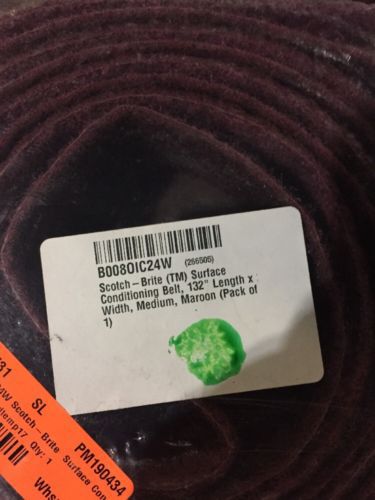 B008OIC24W (266505)
Scotch-Brite (TM) Surface
Conditioning Belt, 132" Length x
Width, Medium, Maroon (Pack of
1)
SL
PM190434
24W Scotch-Brite Surface Con
Qty: 1